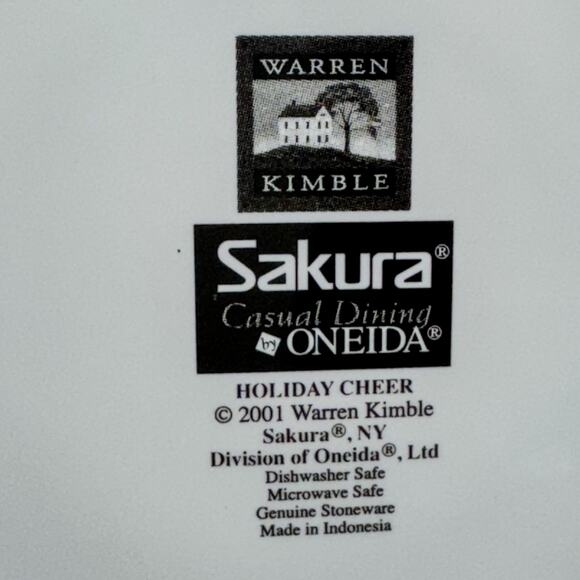 WARREN
KIMBLE
Sakura®
Casual Dining
by ONEIDA®
HOLIDAY CHEER
© 2001 Warren Kimble
Sakura®, NY
Division of Oneida®, Ltd
Dishwasher Safe
Microwave Safe
Genuine Stoneware
Made in Indonesia